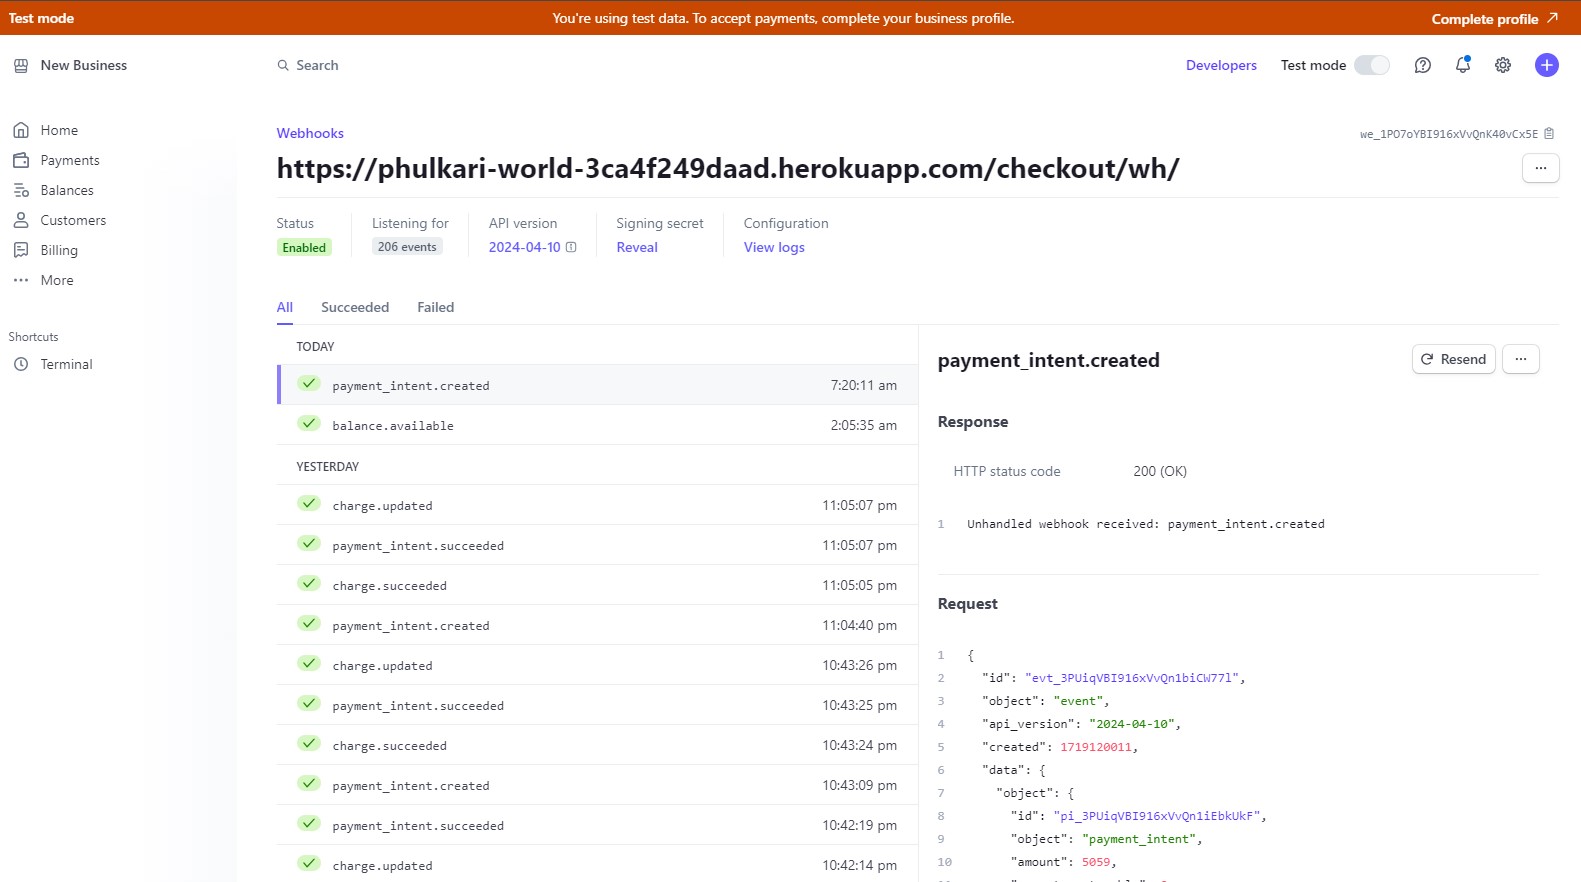 Test mode
You're using test data. To accept payments, complete your business profile.
Complete profile
New Business
Search
Developers
Test mode
Home
Payments
Balances
Customers
Billing
More
Shortcuts
Terminal
Webhooks
we_1PO7oYBI916xVvQnK40vCx5E
https://phulkari-world-3ca4f249daad.herokuapp.com/checkout/wh/
Status
Enabled
Listening for
206 events
API version
2024-04-10
Signing secret
Reveal
Configuration
View logs
All Succeeded Failed
TODAY
payment_intent.created 7:20:11 am
balance.available 2:05:35 am
YESTERDAY
charge.updated 11:05:07 pm
payment_intent.succeeded 11:05:07 pm
charge.succeeded 11:05:05 pm
payment_intent.created 11:04:40 pm
charge.updated 10:43:26 pm
payment_intent.succeeded 10:43:25 pm
charge.succeeded 10:43:24 pm
payment_intent.created 10:43:09 pm
payment_intent.succeeded 10:42:19 pm
charge.updated 10:42:14 pm
payment_intent.created
Resend
Response
HTTP status code 200 (OK)
1 Unhandled webhook received: payment_intent.created
Request
1 {
2 "id": "evt_3PUiqVBI916xVvQn1biCW77l",
3 "object": "event",
4 "api_version": "2024-04-10",
5 "created": 1719120011,
6 "data": {
7 "object": {
8 "id": "pi_3PUiqVBI916xVvQn1iEbkUkF",
9 "object": "payment_intent",
10 "amount": 5059,